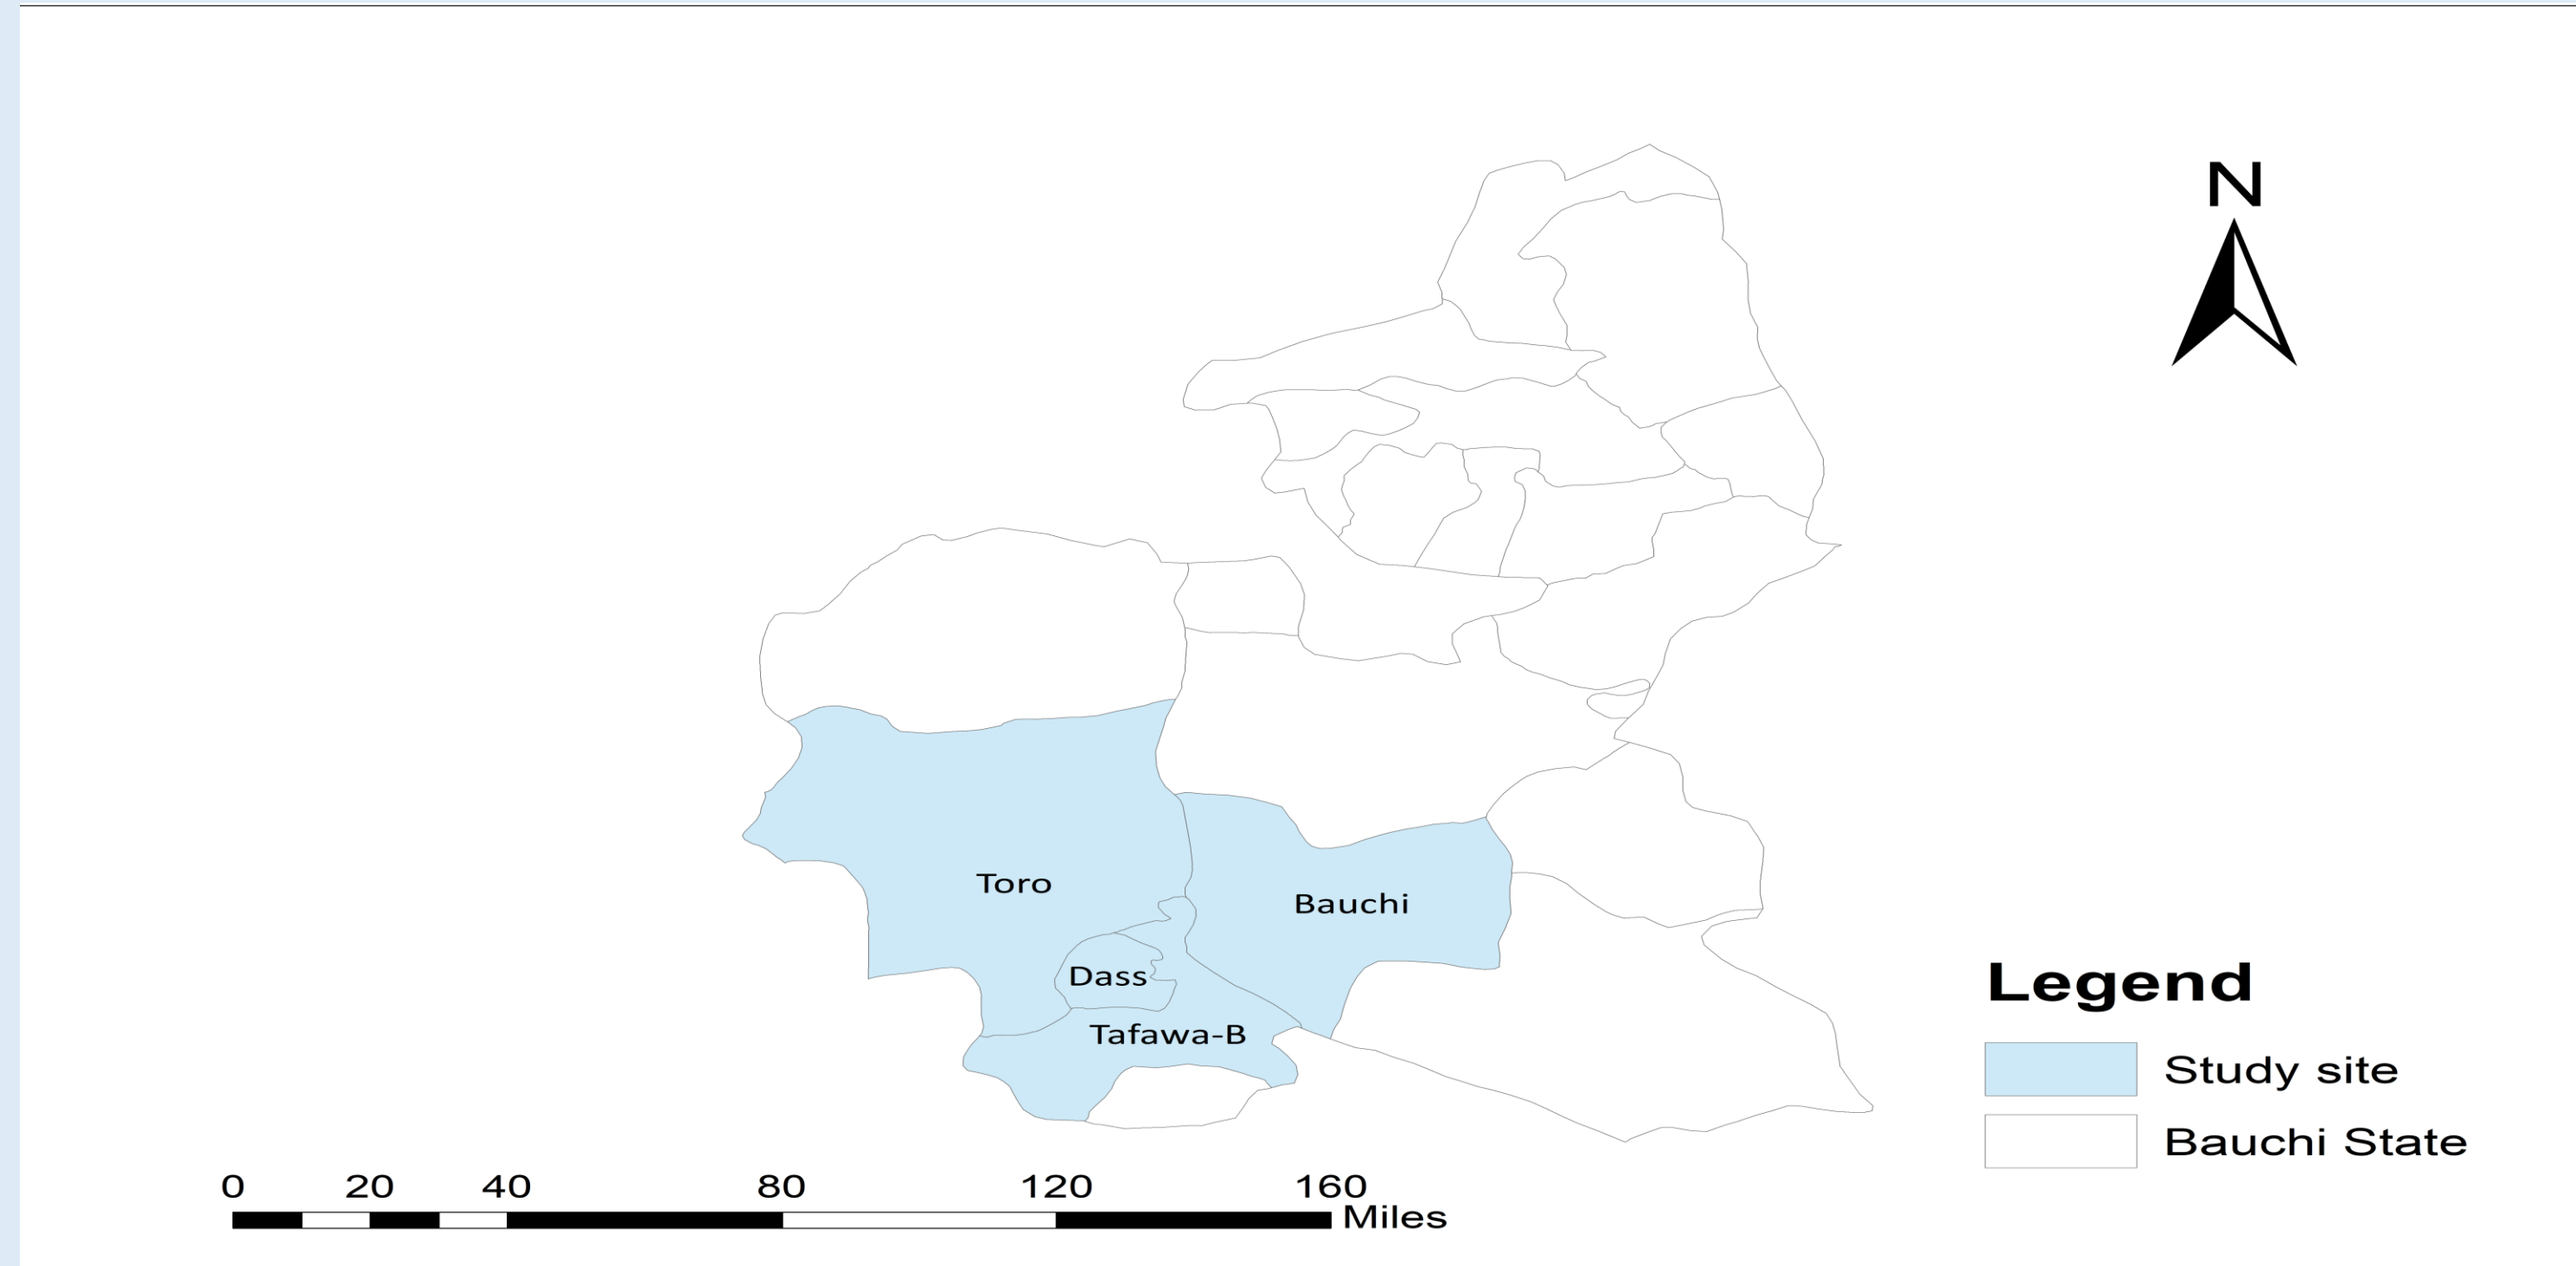 N
Toro
Bauchi
Dass
Tafawa-B
Legend
Study site
Bauchi State
0 20 40 80 120 160
Miles